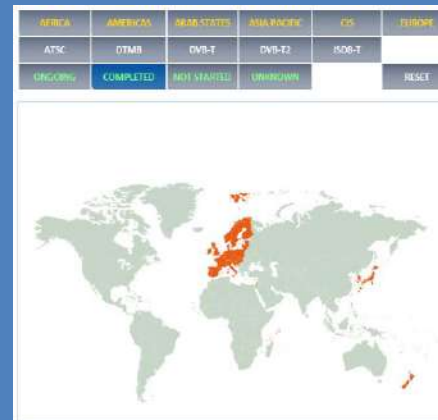 AFRICA AMERICAS ARAB STATES ASIA-PACIFIC CIS EUROPE
ATSC DTMB DVB-T DVB-T2 ISDB-T
ONGOING COMPLETED NOT STARTED UNKNOWN RESET